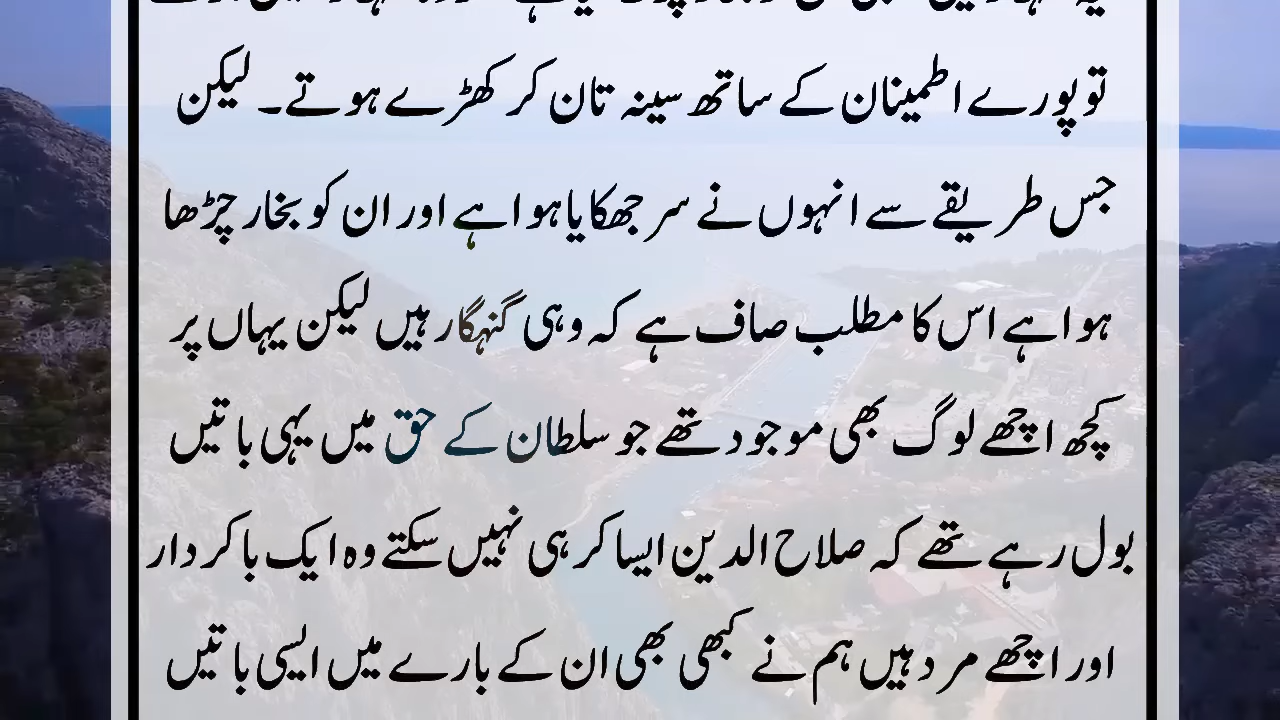 تو پورے اطمینان کے ساتھ سینہ تان کر کھڑے ہوتے۔ لیکن
جس طریقے سے انہوں نے سر جھکایا ہوا ہے اور ان کو بخار چڑھا
ہوا ہے اس کا مطلب صاف ہے کہ وہی گنہگار ہیں لیکن یہاں پر
کچھ اچھے لوگ بھی موجود تھے جو سلطان کے حق میں یہی باتیں
بول رہے تھے کہ صلاح الدین ایسا کر ہی نہیں سکتے وہ ایک باکردار
اور اچھے مرد ہیں ہم نے کبھی بھی ان کے بارے میں ایسی باتیں